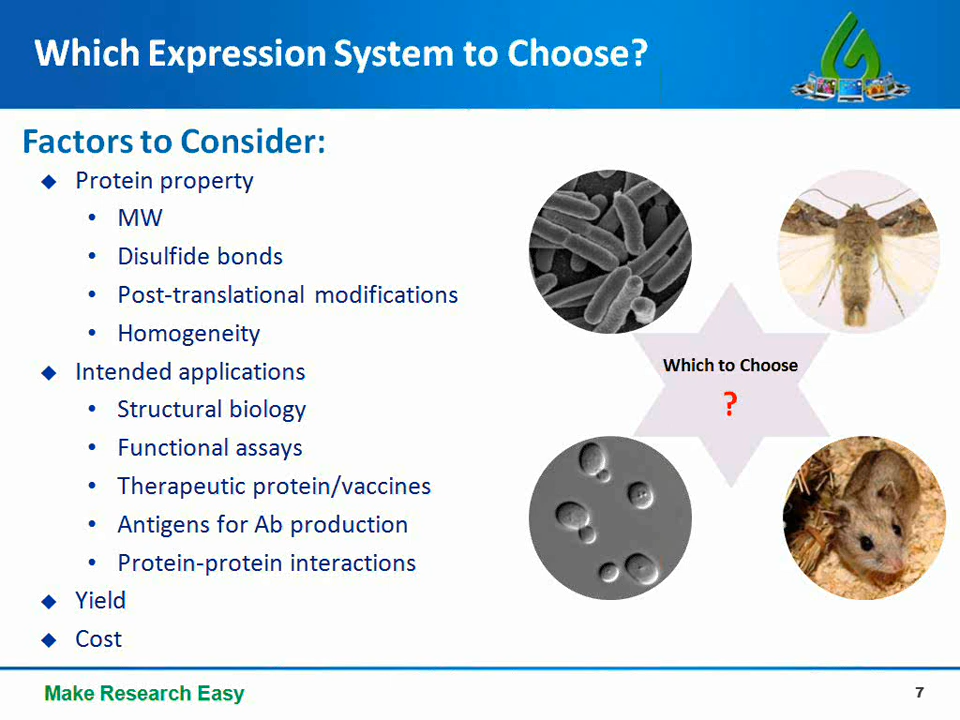 Which Expression System to Choose?
Factors to Consider:
Protein property
MW
Disulfide bonds
Post-translational modifications
Homogeneity
Intended applications
Structural biology
Functional assays
Therapeutic protein/vaccines
Antigens for Ab production
Protein-protein interactions
Yield
Cost
Which to Choose
?
Make Research Easy
7